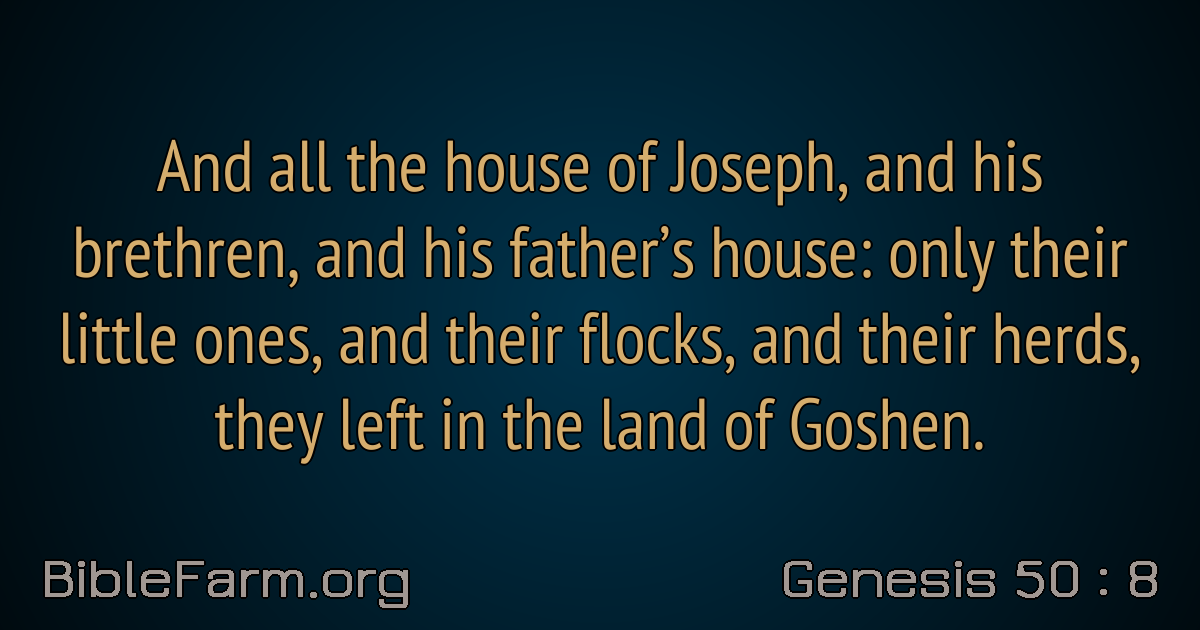 And all the house of Joseph, and his
brethren, and his father’s house: only their
little ones, and their flocks, and their herds,
they left in the land of Goshen.
BibleFarm.org
Genesis 50 : 8